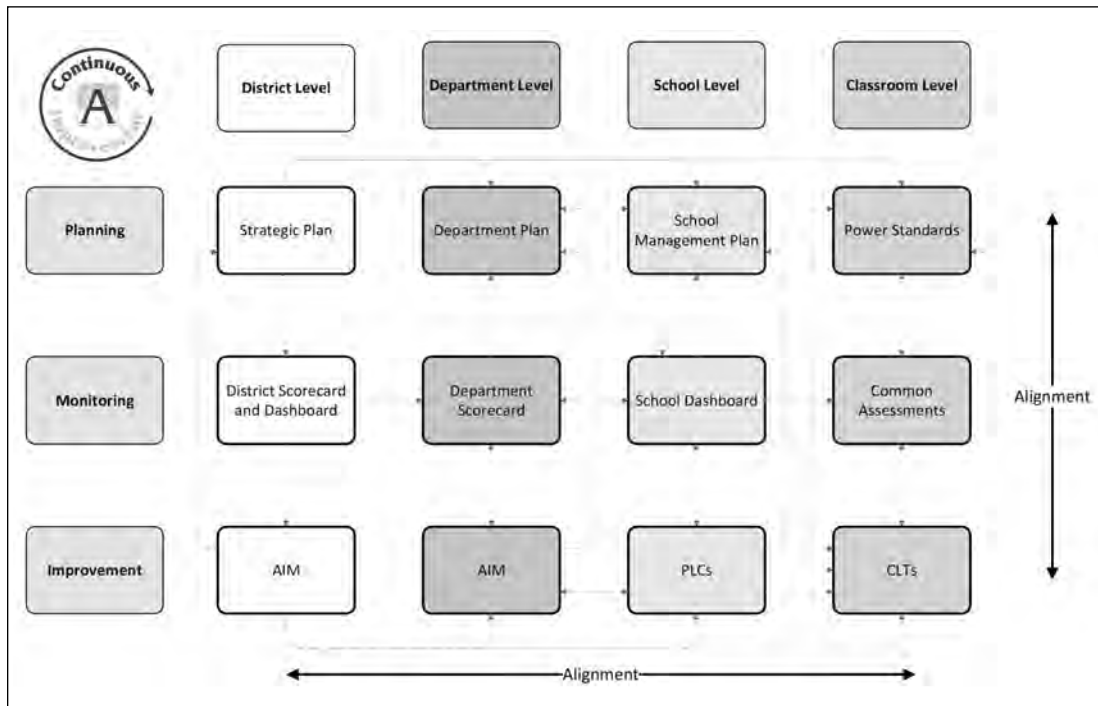 Continuous
A
District Level
Department Level
School Level
Classroom Level
Planning
Strategic Plan
Department Plan
School
Management Plan
Power Standards
Monitoring
District Scorecard
and Dashboard
Department
Scorecard
School Dashboard
Common
Assessments
Alignment
Improvement
AIM
AIM
PLCs
CLTs
Alignment